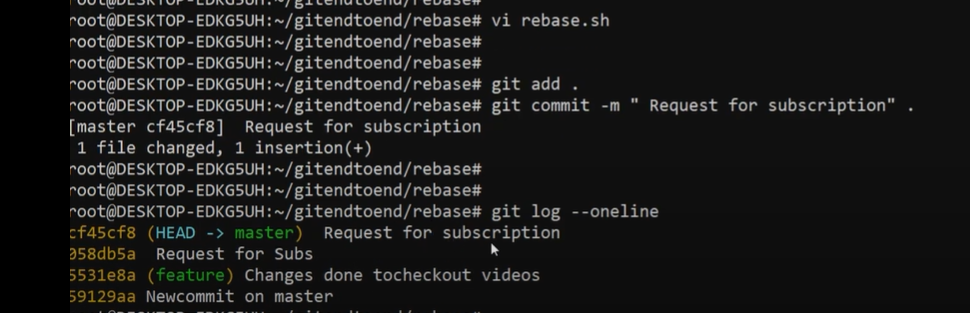 root@DESKTOP-EDKG5UH:~/gitendtoend/rebase# vi rebase.sh
root@DESKTOP-EDKG5UH:~/gitendtoend/rebase#
root@DESKTOP-EDKG5UH:~/gitendtoend/rebase#
root@DESKTOP-EDKG5UH:~/gitendtoend/rebase# git add .
root@DESKTOP-EDKG5UH:~/gitendtoend/rebase# git commit -m " Request for subscription" .
[master cf45cf8]  Request for subscription
 1 file changed, 1 insertion(+)
root@DESKTOP-EDKG5UH:~/gitendtoend/rebase#
root@DESKTOP-EDKG5UH:~/gitendtoend/rebase#
root@DESKTOP-EDKG5UH:~/gitendtoend/rebase# git log --oneline
cf45cf8 (HEAD -> master)  Request for subscription
058db5a  Request for Subs
5531e8a (feature) Changes done tocheckout videos
59129aa Newcommit on master